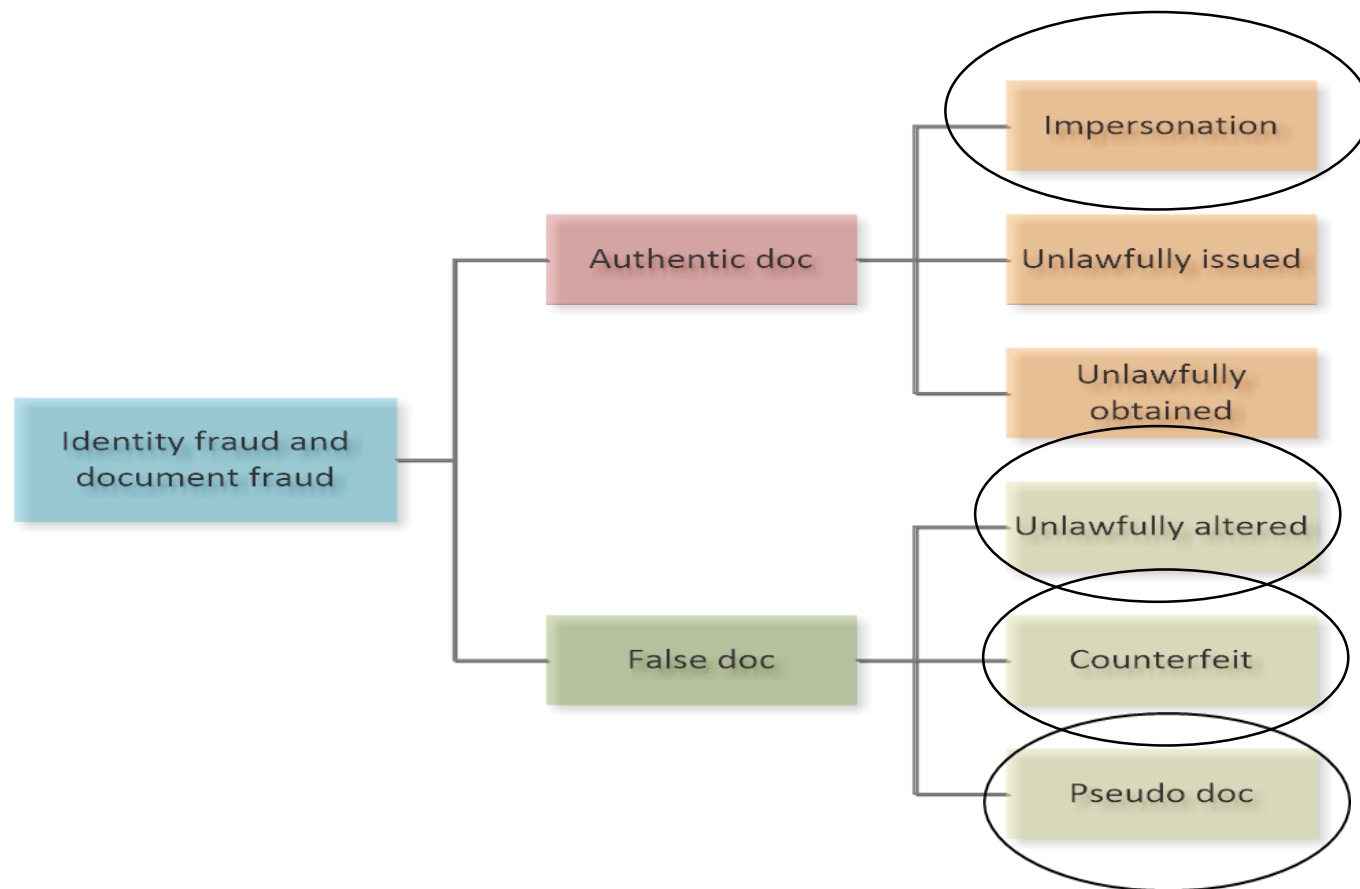 Impersonation
Authentic doc
Unlawfully issued
Unlawfully
obtained
Identity fraud and
document fraud
Unlawfully altered
False doc
Counterfeit
Pseudo doc